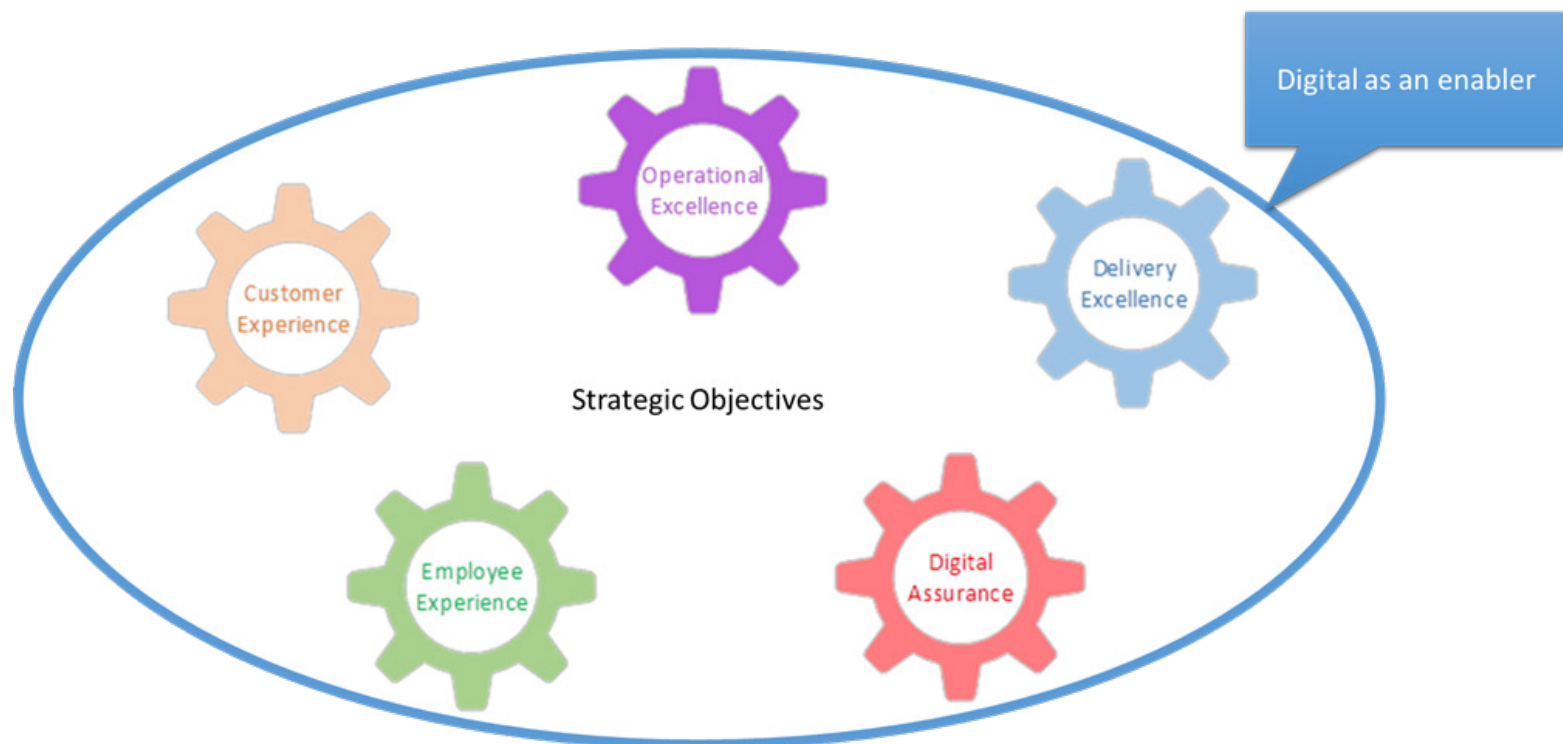 Digital as an enabler
Operational
Excellence
Delivery
Excellence
Customer
Experience
Strategic Objectives
Employee
Experience
Digital
Assurance